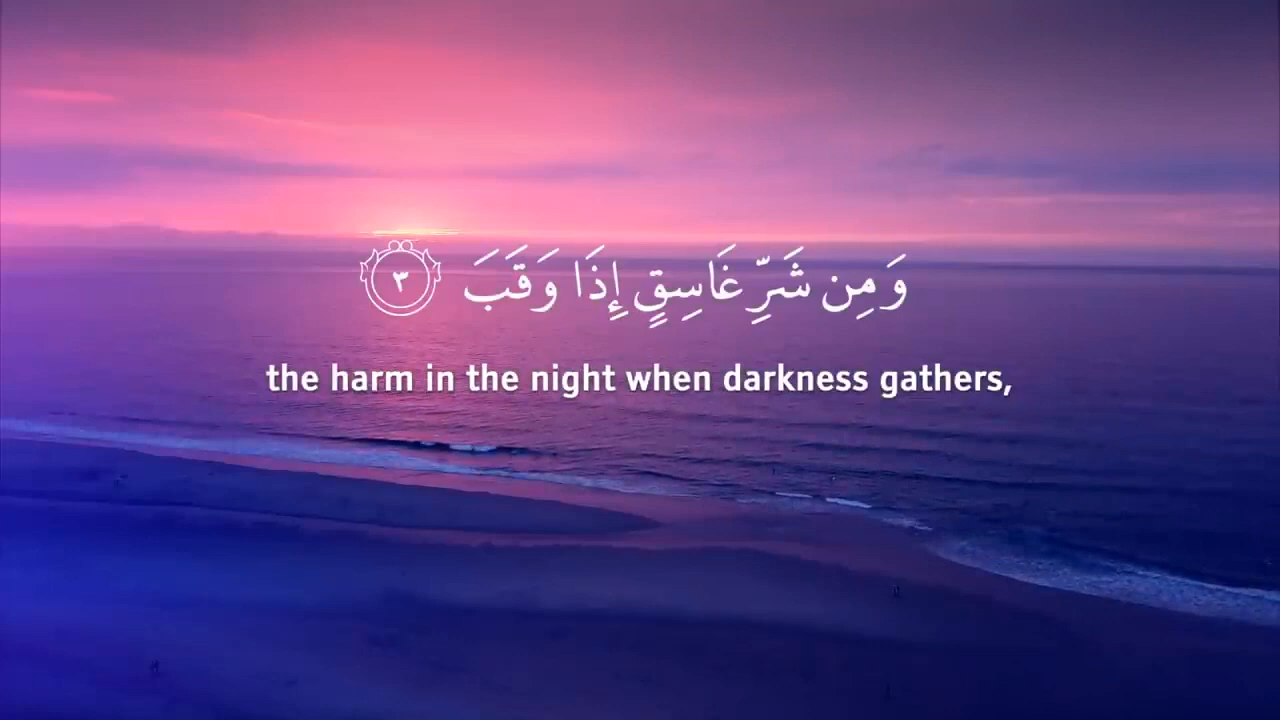 وَمِن شَرِّ غَاسِقٍ إِذَا وَقَبَ ٣
the harm in the night when darkness gathers,